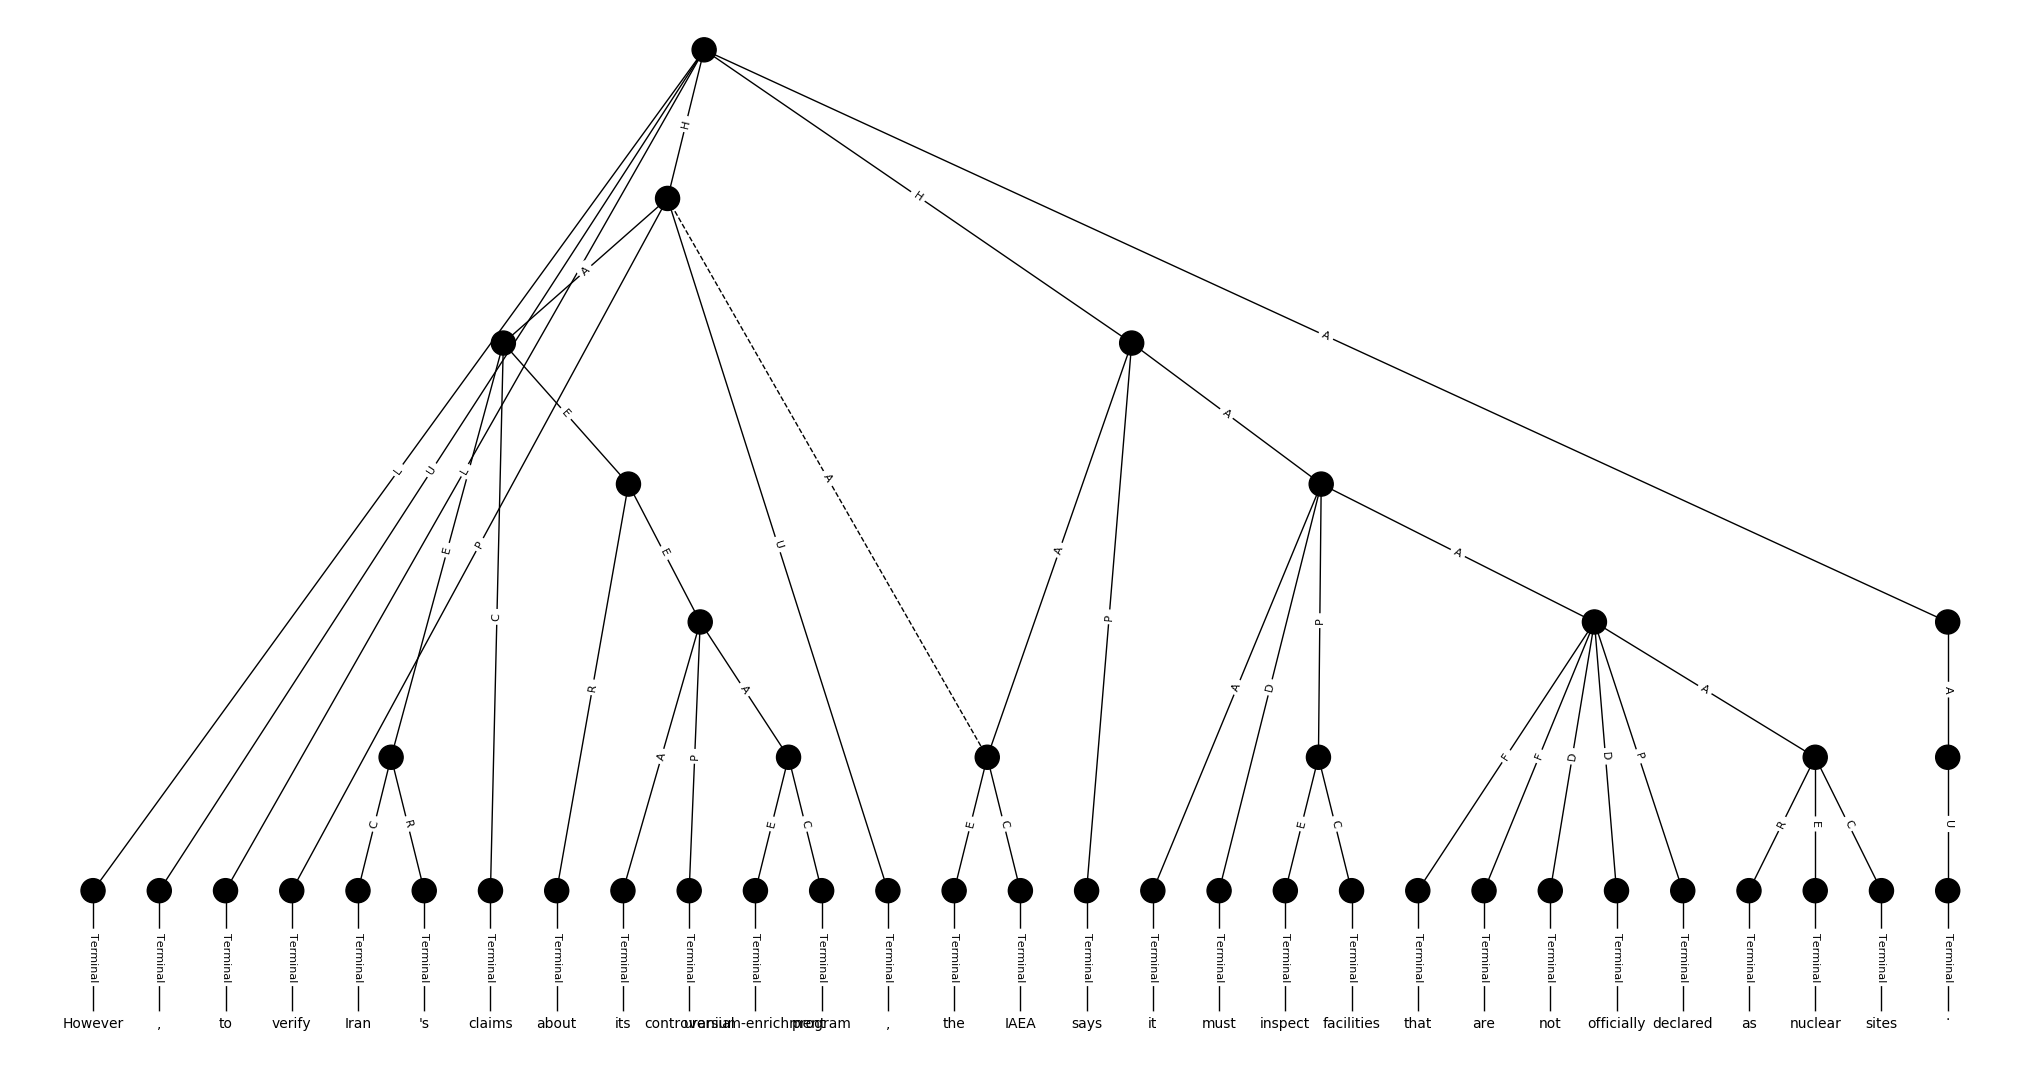 H
H
A
A
E
A
L
U
L
A
E
P
U
A
E
A
A
C
P
P
R
A
D
A
A
A
P
F
F
D
D
P
C
R
E
C
E
C
E
C
R
E
C
U
Terminal Terminal Terminal Terminal Terminal Terminal Terminal Terminal Terminal Terminal Terminal Terminal Terminal Terminal Terminal Terminal Terminal Terminal Terminal Terminal Terminal Terminal Terminal Terminal Terminal Terminal Terminal Terminal Terminal
However , to verify Iran 's claims about its controversial uranium-enrichment program , the IAEA says it must inspect facilities that are not officially declared as nuclear sites .